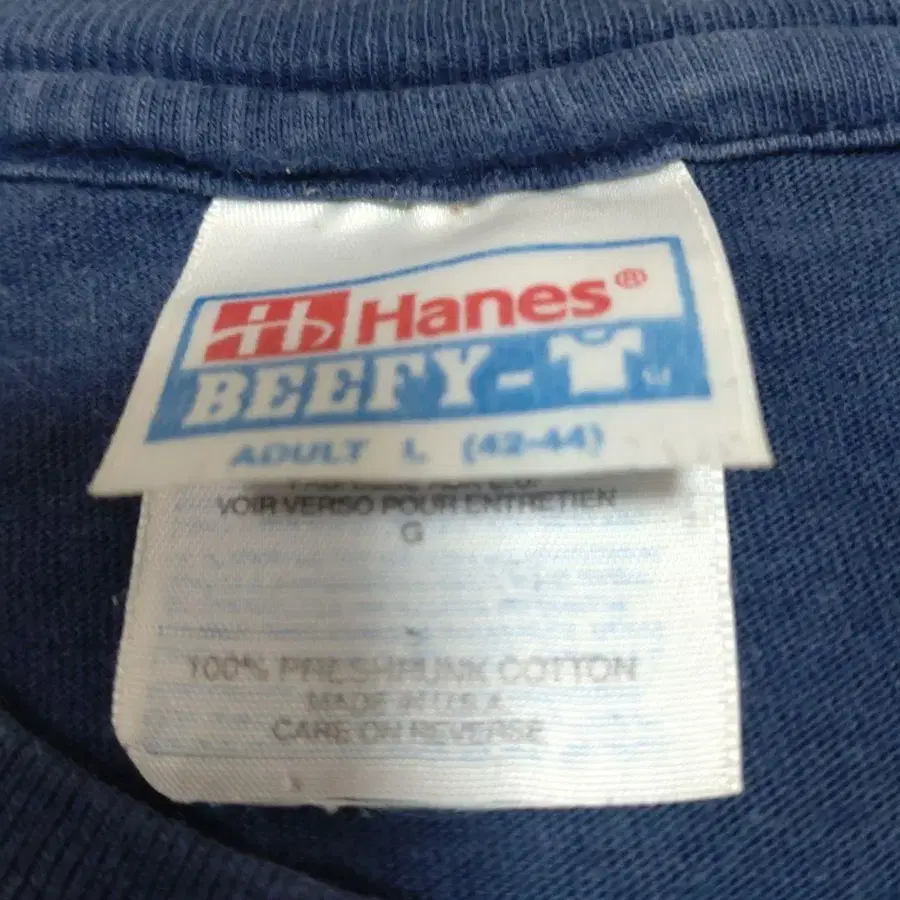 Hanes®
BEEFY-T
ADULT L (42-44)
VOIR VERSO POUR ENTRETIEN
G
100% PRESHRUNK COTTON
MADE IN U.S.A.
CARE ON REVERSE